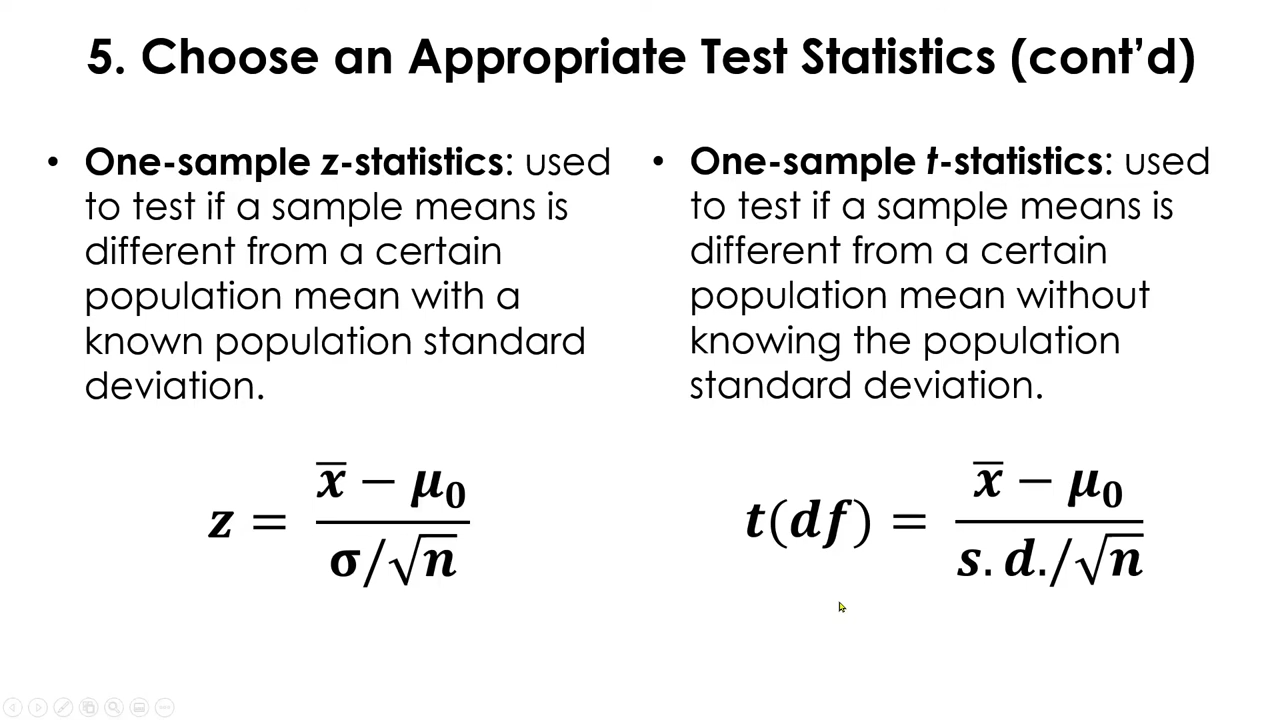 5. Choose an Appropriate Test Statistics (cont’d)
• One-sample z-statistics: used
to test if a sample means is
different from a certain
population mean with a
known population standard
deviation.
z = (x̅ − μ₀) / (σ/√n)
• One-sample t-statistics: used
to test if a sample means is
different from a certain
population mean without
knowing the population
standard deviation.
t(df) = (x̅ − μ₀) / (s.d./√n)